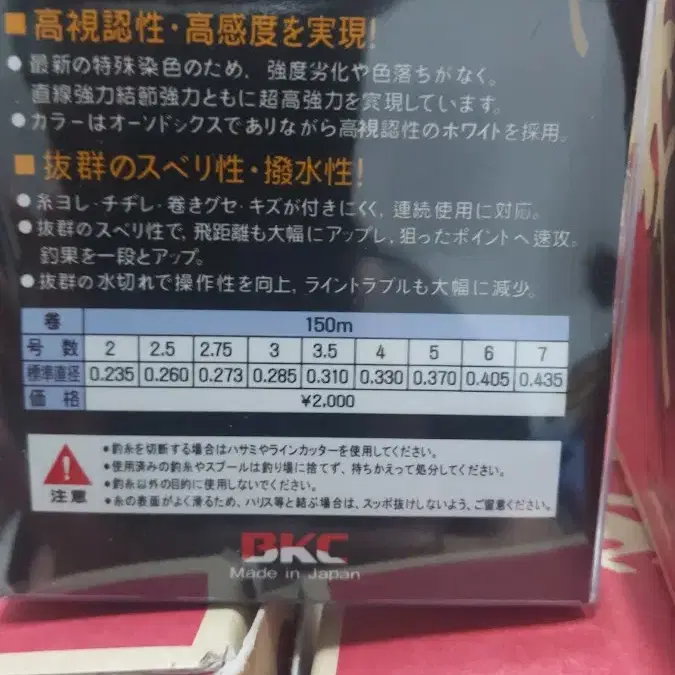 ■高視認性・高感度を実現!
●最新の特殊染色のため、強度劣化や色落ちがなく。
直線強力結節強力ともに超高強力を実現しています。
●カラーはオーソドックスでありながら高視認性のホワイトを採用。
■抜群のスベリ性・撥水性!
●糸ヨレ・チヂレ・巻きグセ・キズが付きにくく、連続使用に対応。
●抜群のスベリ性で、飛距離も大幅にアップし、狙ったポイントへ速攻。
釣果を一段とアップ。
●抜群の水切れで操作性を向上、ライントラブルも大幅に減少。
巻 150m
号数 2 2.5 2.75 3 3.5 4 5 6 7
標準直径 0.235 0.260 0.273 0.285 0.310 0.330 0.370 0.405 0.435
価格 ¥2,000
注意
●釣糸を切断する場合はハサミやラインカッターを使用してください。
●使用済みの釣糸やスプールは釣り場に捨てず、持ちかえって処分してください。
●釣糸以外の目的に使用しないでください。
●糸の表面がよく滑るため、ハリス等と結ぶ場合は、スッポ抜けしないよう、ご留意ください。
BKC
Made in Japan